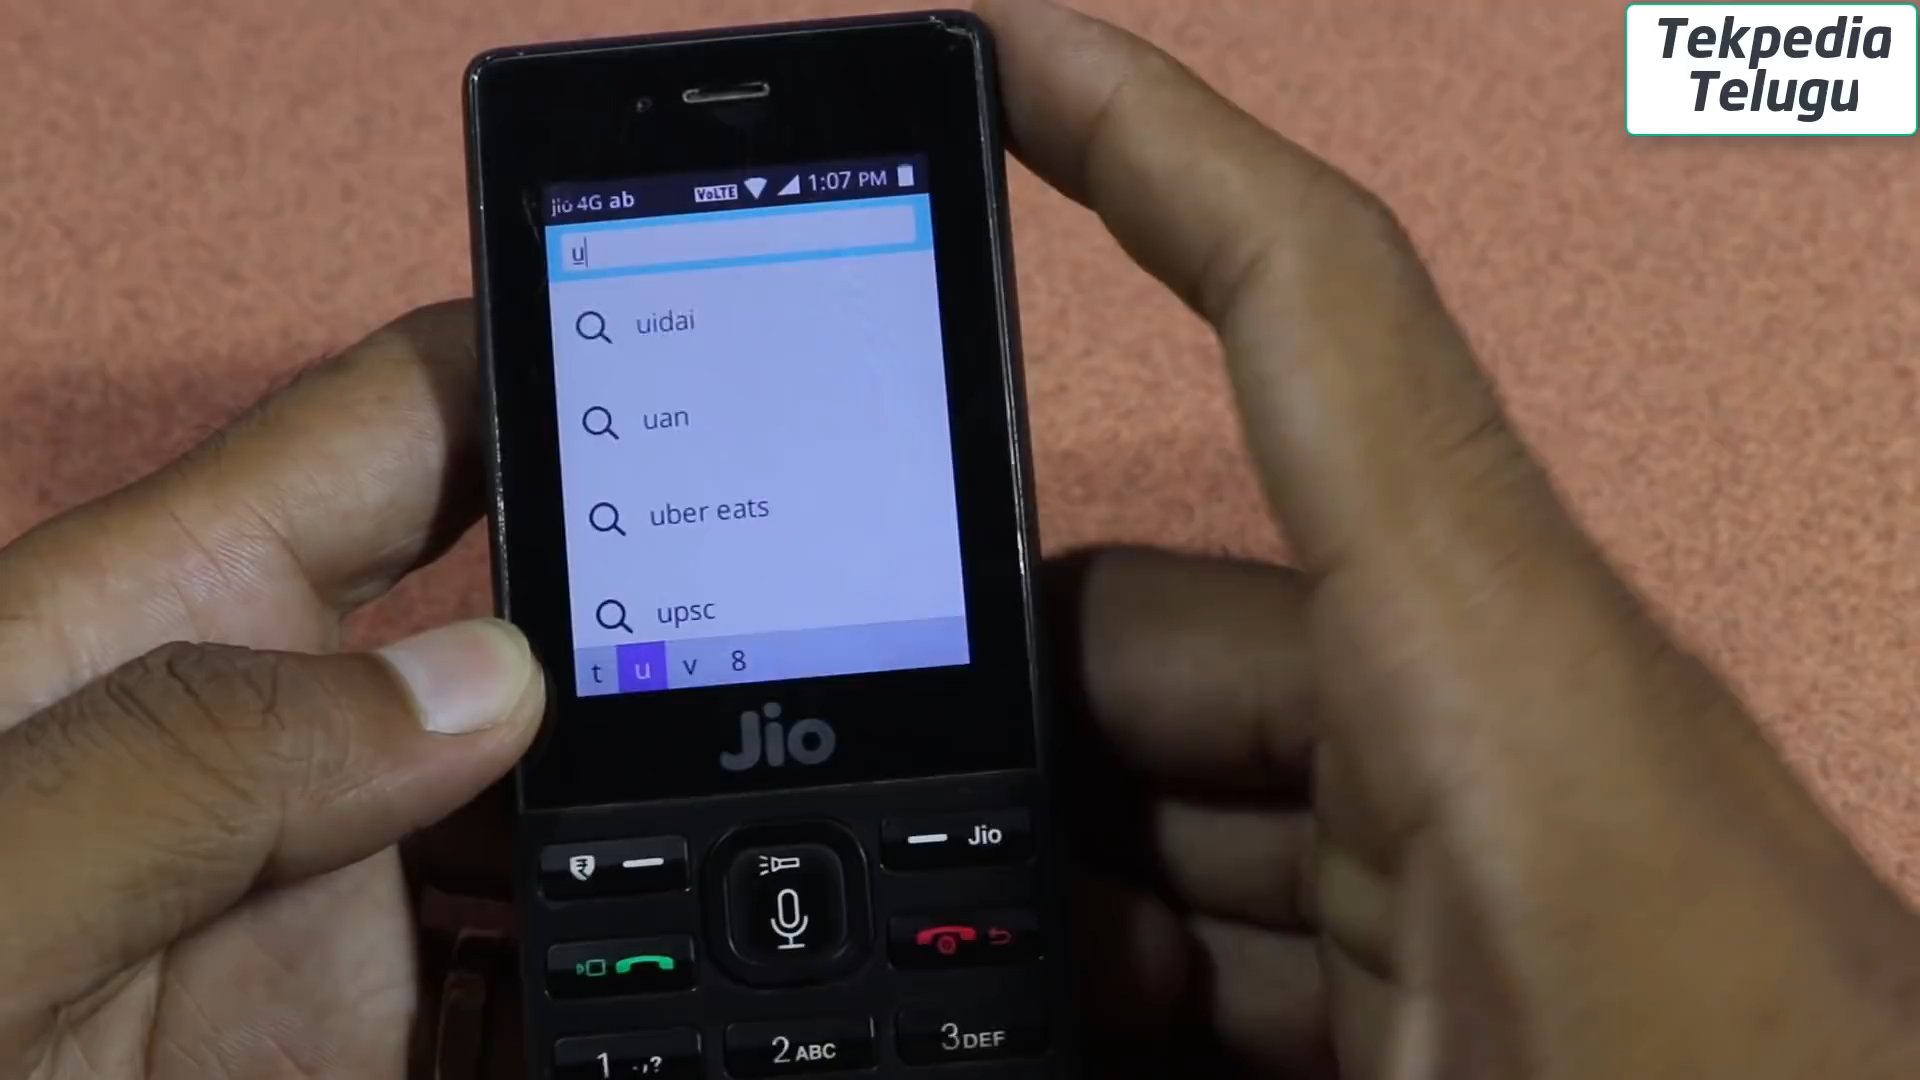 Tekpedia
Telugu
Jio 4G ab VoLTE 1:07 PM
u
uidai
uan
uber eats
upsc
t u v 8
Jio
Jio
1 .,? 2 ABC 3 DEF